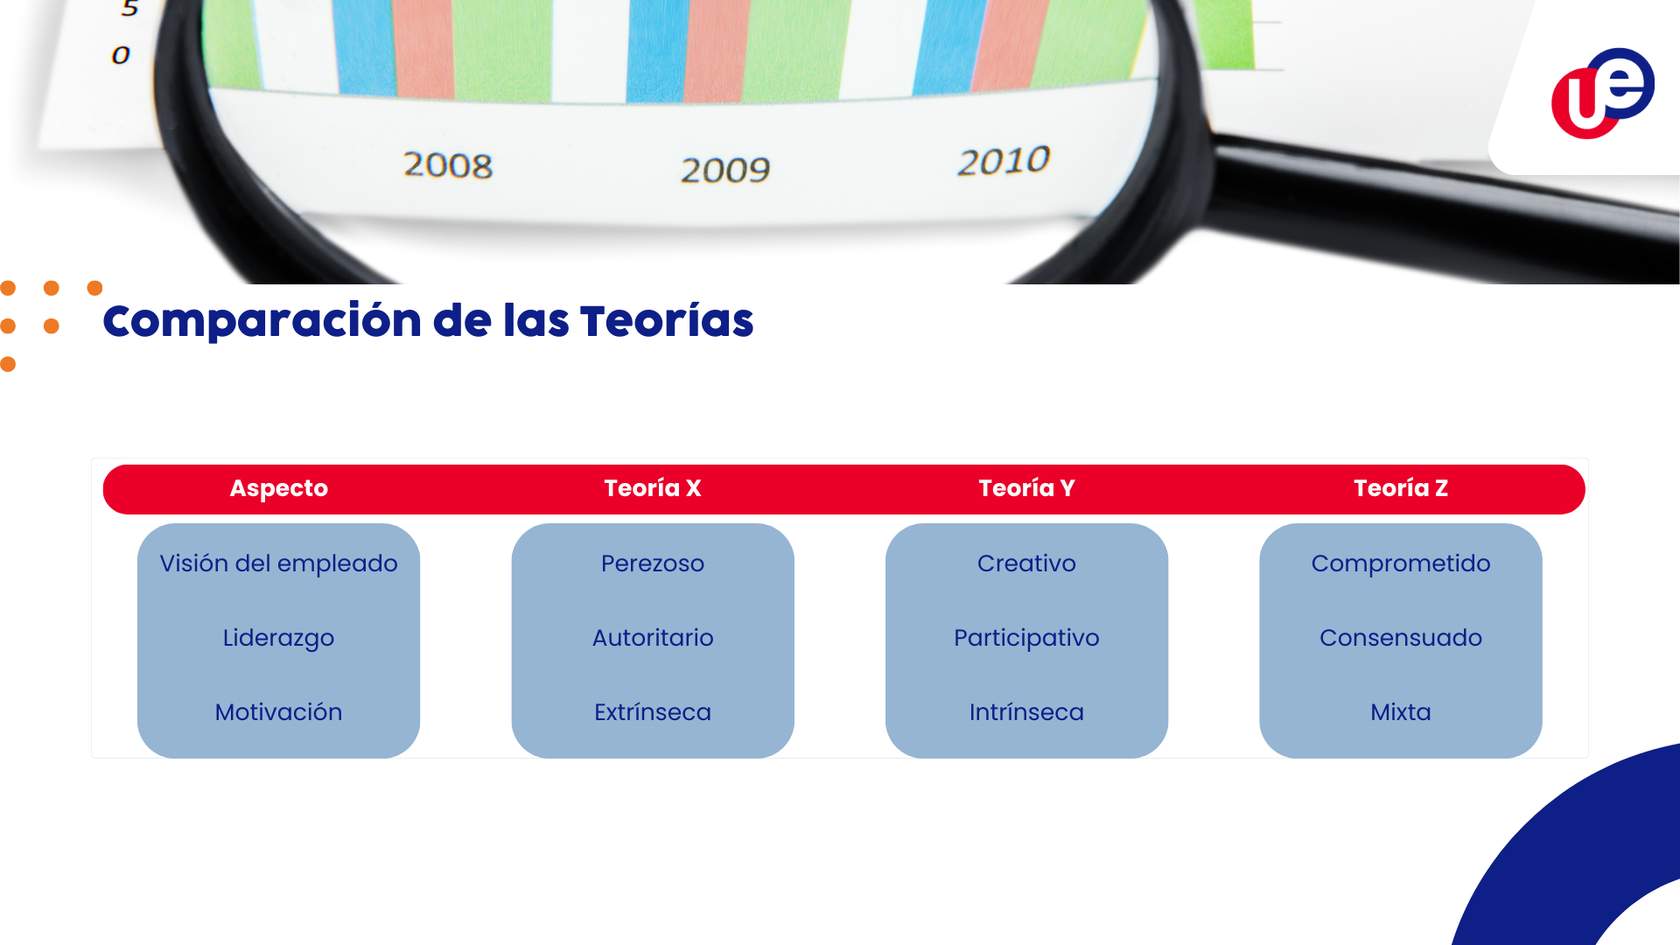 5
0
2008 2009 2010
ue
Comparación de las Teorías
Aspecto Teoría X Teoría Y Teoría Z
Visión del empleado Perezoso Creativo Comprometido
Liderazgo Autoritario Participativo Consensuado
Motivación Extrínseca Intrínseca Mixta